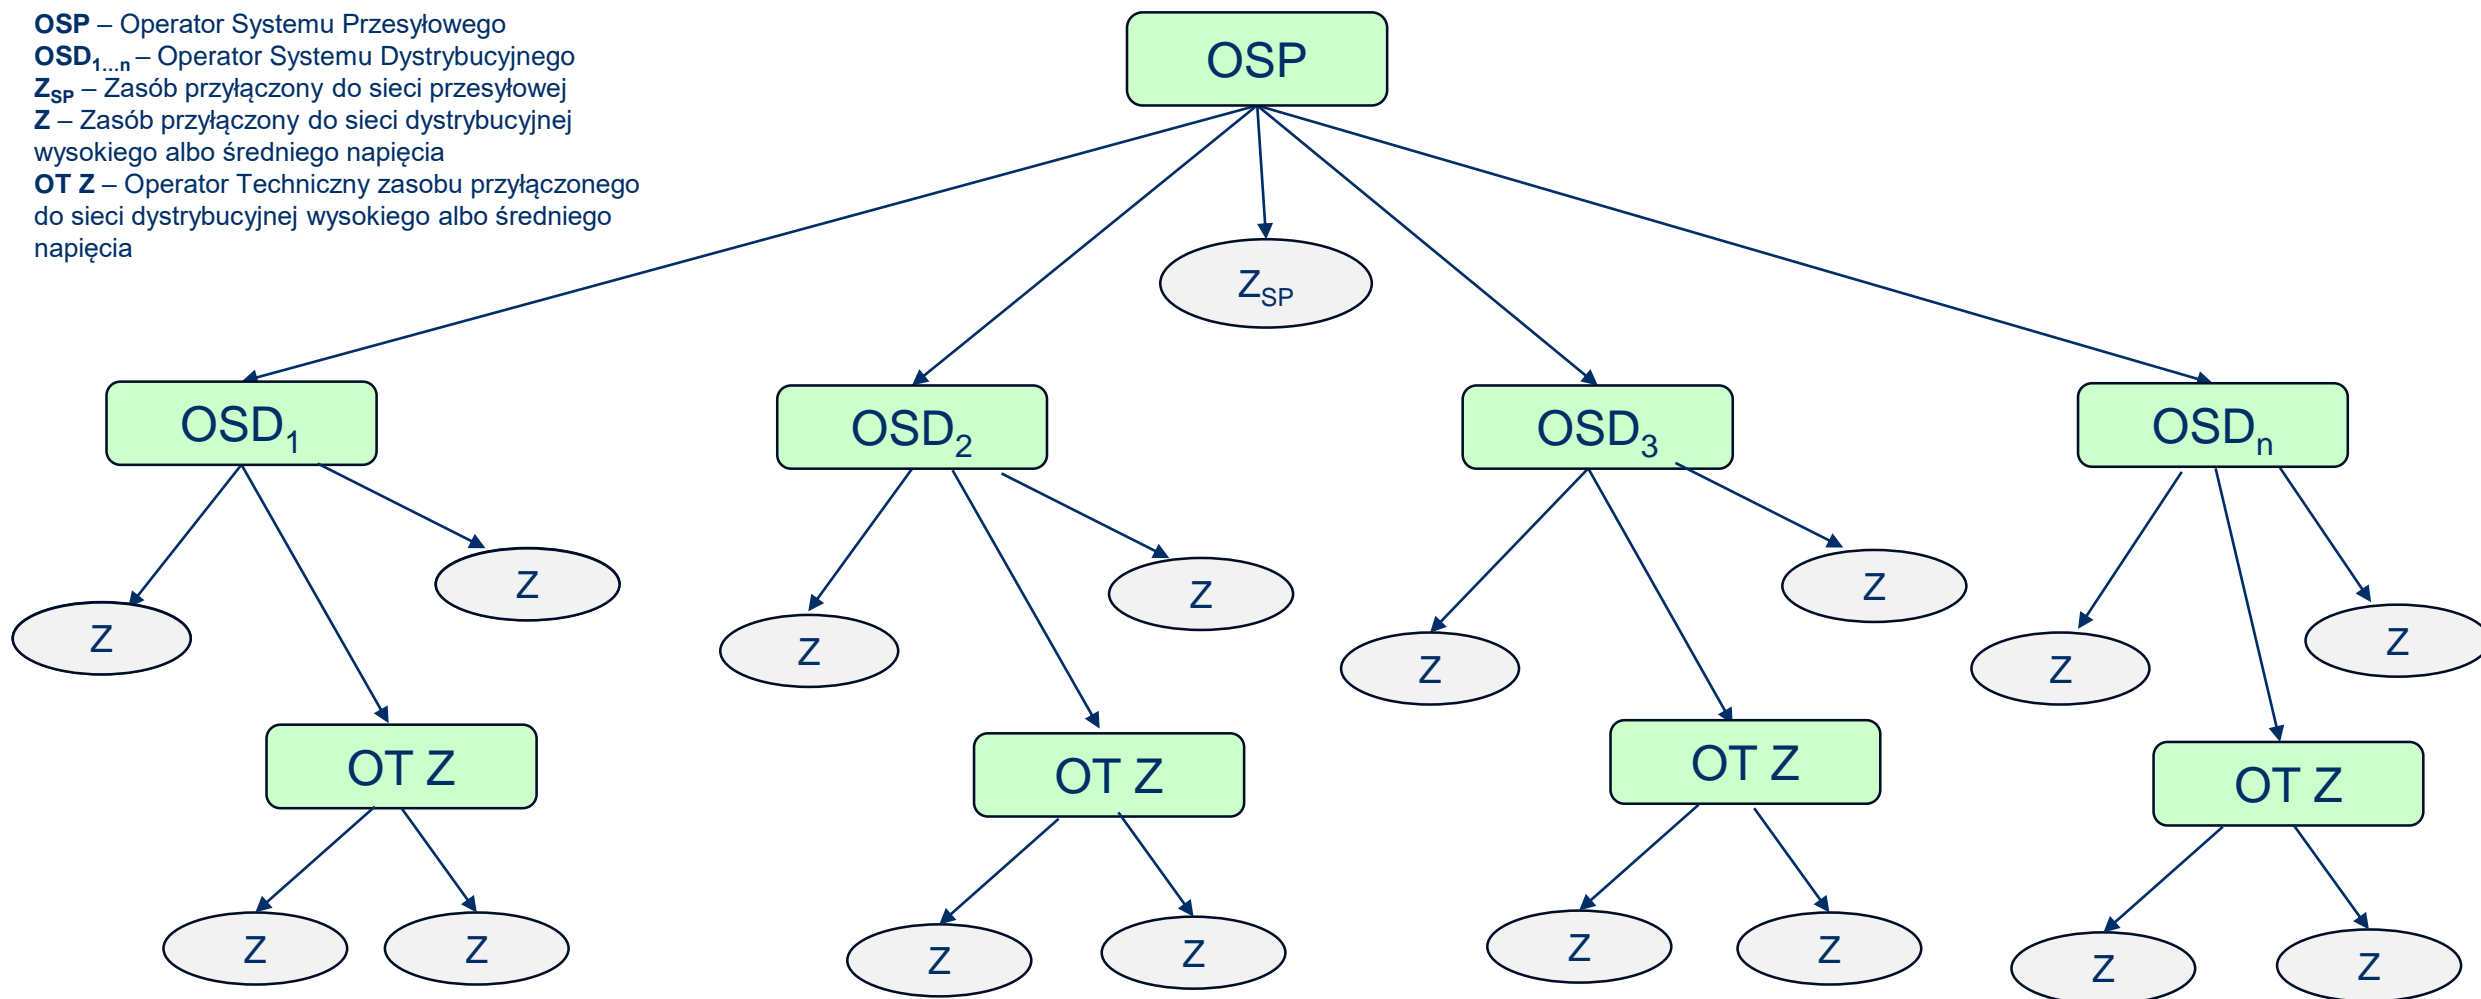 OSP – Operator Systemu Przesyłowego
OSD1...n – Operator Systemu Dystrybucyjnego
ZSP – Zasób przyłączony do sieci przesyłowej
Z – Zasób przyłączony do sieci dystrybucyjnej
wysokiego albo średniego napięcia
OT Z – Operator Techniczny zasobu przyłączonego
do sieci dystrybucyjnej wysokiego albo średniego
napięcia
OSP
ZSP
OSD1
OSD2
OSD3
OSDn
Z
Z
Z
Z
Z
Z
Z
Z
OT Z
OT Z
OT Z
OT Z
Z
Z
Z
Z
Z
Z
Z
Z